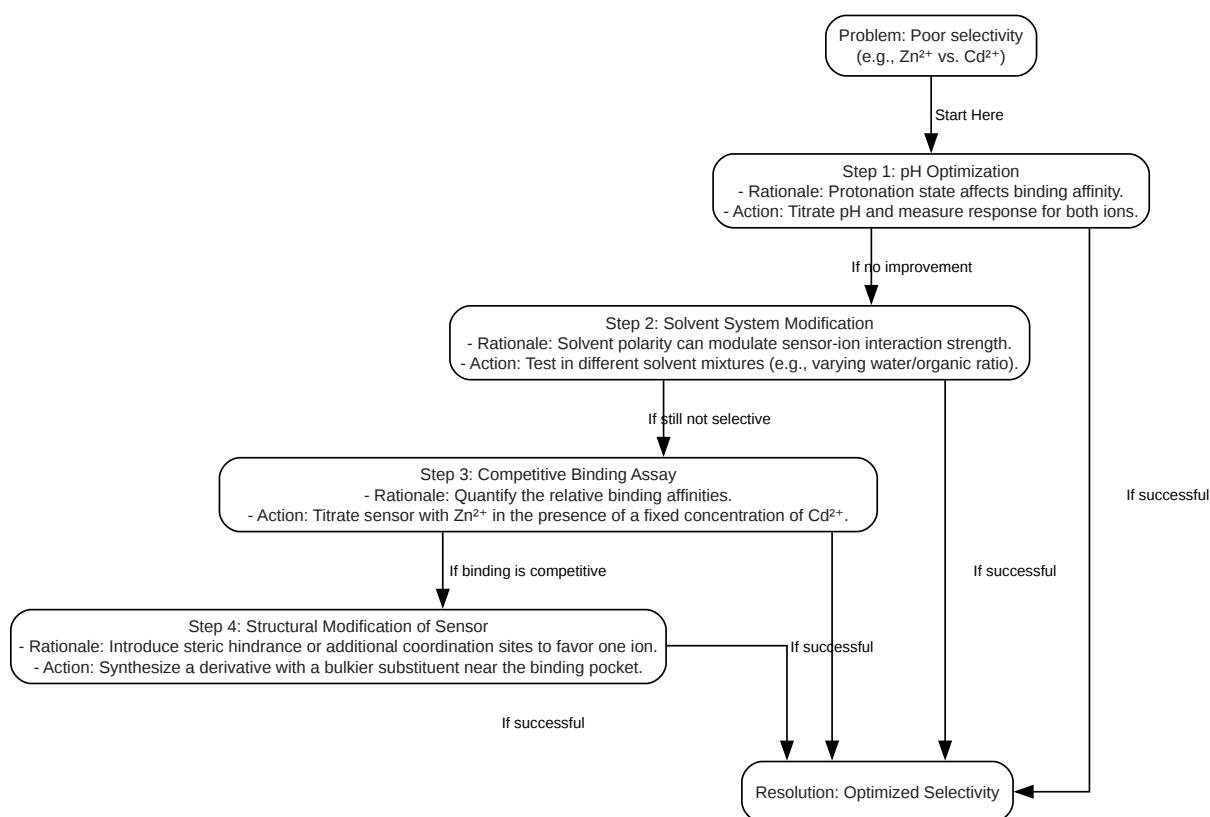 Problem: Poor selectivity
(e.g., Zn²⁺ vs. Cd²⁺)
Start Here
Step 1: pH Optimization
- Rationale: Protonation state affects binding affinity.
- Action: Titrate pH and measure response for both ions.
If no improvement
Step 2: Solvent System Modification
- Rationale: Solvent polarity can modulate sensor-ion interaction strength.
- Action: Test in different solvent mixtures (e.g., varying water/organic ratio).
If still not selective
Step 3: Competitive Binding Assay
- Rationale: Quantify the relative binding affinities.
- Action: Titrate sensor with Zn²⁺ in the presence of a fixed concentration of Cd²⁺.
If successful
If binding is competitive
If successful
Step 4: Structural Modification of Sensor
- Rationale: Introduce steric hindrance or additional coordination sites to favor one ion.
- Action: Synthesize a derivative with a bulkier substituent near the binding pocket.
If successful
If successful
Resolution: Optimized Selectivity